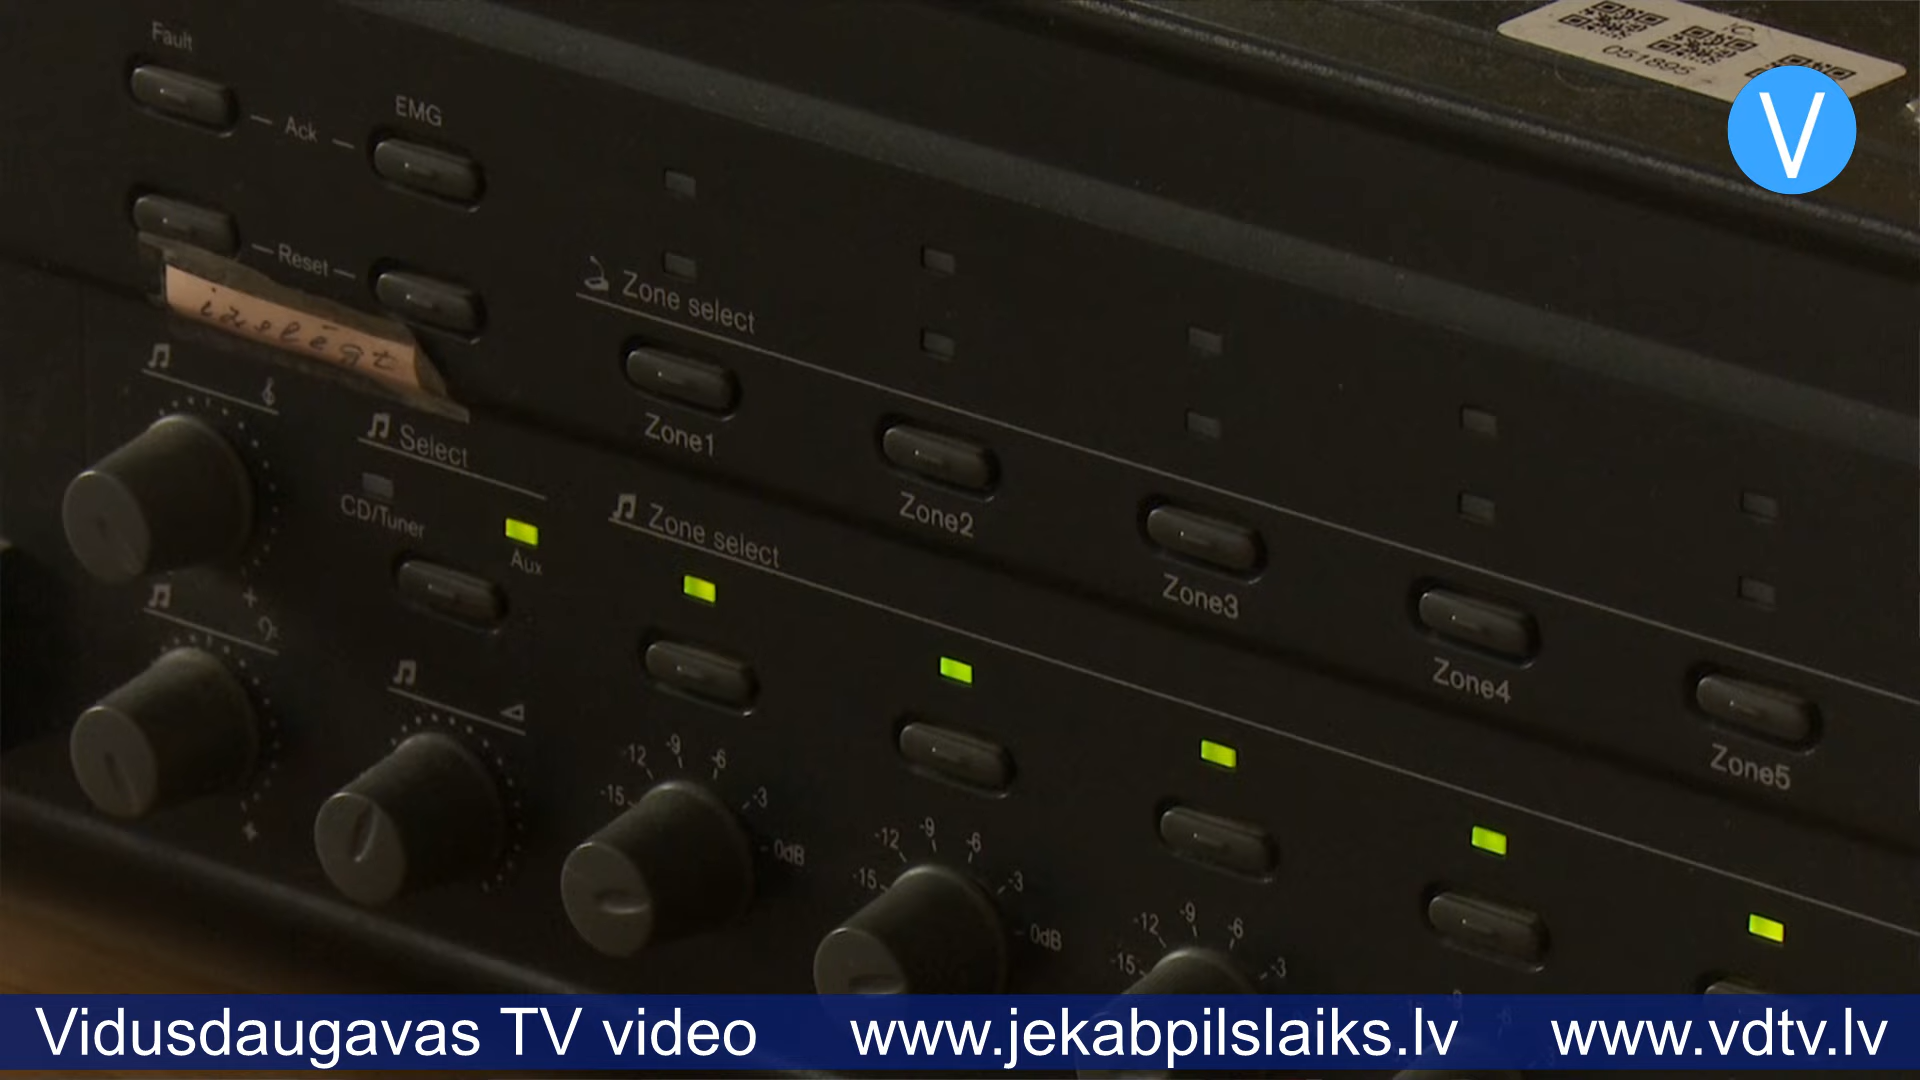 Fault
EMG
Ack
Reset
izslēgt
Zone select
Zone1
Zone2
Zone3
Zone4
Zone5
Select
CD/Tuner
Aux
Zone select
-15 -12 -9 -6 -3 0dB
-15 -12 -9 -6 -3 0dB
-15 -12 -9 -6 -3
051895
V
Vidusdaugavas TV video www.jekabpilslaiks.lv www.vdtv.lv